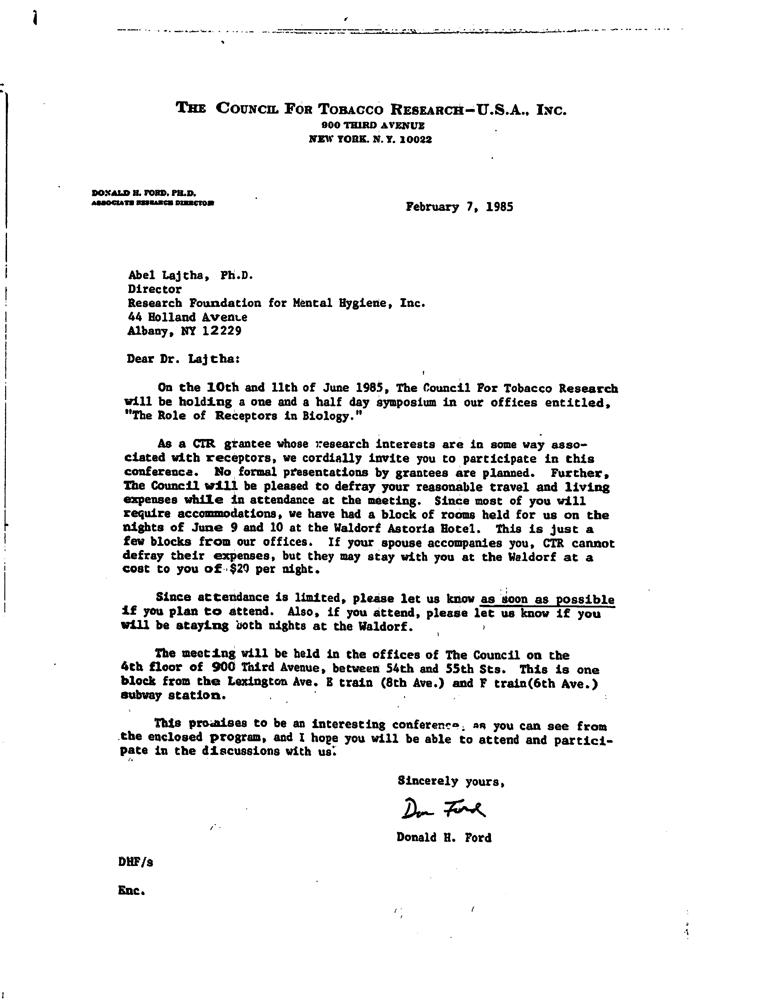 THE COUNCIL FOR TOBACCO RESEARCH-U.S.A., INC.
900 THIRD AVENUE
NEW YORK, N. Y. 10022
DONALD H. FORD, PH.D.
ASSOCIATE RESEARCH DIRECTOR
February 7, 1985
Abel Lajtha, Ph.D.
Director
Research Foundation for Mental Hygiene, Inc.
44 Holland Avenue
Albany, NY 12229
Dear Dr. Lajtha:
On the 10th and 11th of June 1985, The Council For Tobacco Research
will be holding a one and a half day symposium in our offices entitled,
"The Role of Receptors in Biology."
As a CTR grantee whose research interests are in some way asso-
ciated with receptors, we cordially invite you to participate in this
conference. No formal presentations by grantees are planned. Further,
The Council will be pleased to defray your reasonable travel and living
expenses while in attendance at the meeting. Since most of you will
require accommodations, we have had a block of rooms held for us on the
nights of June 9 and 10 at the Waldorf Astoria Hotel. This is just a
few blocks from our offices. If your spouse accompanies you, CTR cannot
defray their expenses, but they may stay with you at the Waldorf at a
cost to you of $20 per night.
Since attendance is limited, please let us know as soon as possible
if you plan to attend. Also, if you attend, please let us know if you
will be staying both nights at the Waldorf.
The meeting will be held in the offices of The Council on the
4th floor of 900 Third Avenue, between 54th and 55th Sts. This is one
block from the Lexington Ave. E train (8th Ave.) and F train(6th Ave.)
subway station.
This promises to be an interesting conference, as you can see from
the enclosed program, and I hope you will be able to attend and partici-
pate in the discussions with us.
Sincerely yours,
Don Ford
Donald H. Ford
DHF/s
Enc.